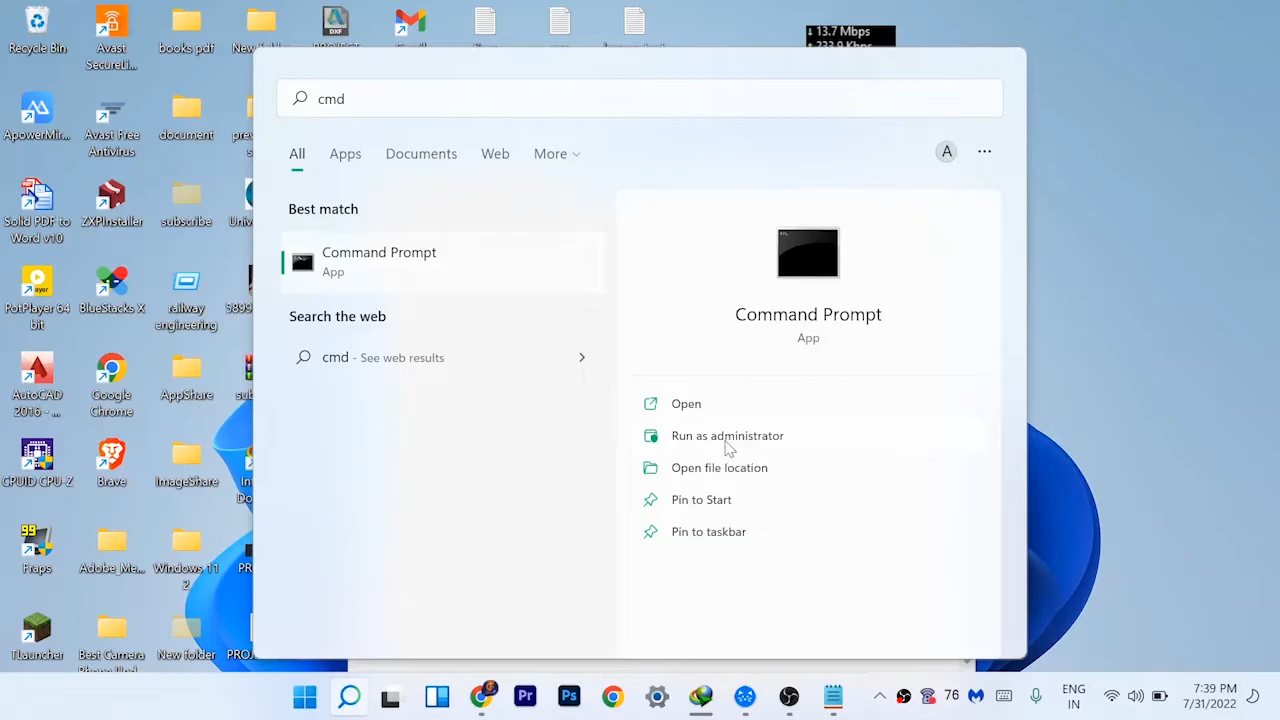 Recycle Bin
Avast
SecureLi...
books pdf
13.7 Mbps
cmd
All
Apps
Documents
Web
More
A
Best match
Command Prompt
App
Search the web
cmd - See web results
Command Prompt
App
Open
Run as administrator
Open file location
Pin to Start
Pin to taskbar
ApowerMir...
Avast Free
Antivirus
document
Solid PDF to
Word v10
ZXPInstaller
subscribe
PotPlayer 64
bit
BlueStacks X
railway
engineering
AutoCAD
2016 - ...
Google
Chrome
AppShare
CPUID CPU-Z
Brave
ImageShare
Fraps
Adobe_Me...
Windows 11
2
TLauncher
Best Camera
New folder
DXF
99
Pr
Ps
76
ENG
IN
7:39 PM
7/31/2022